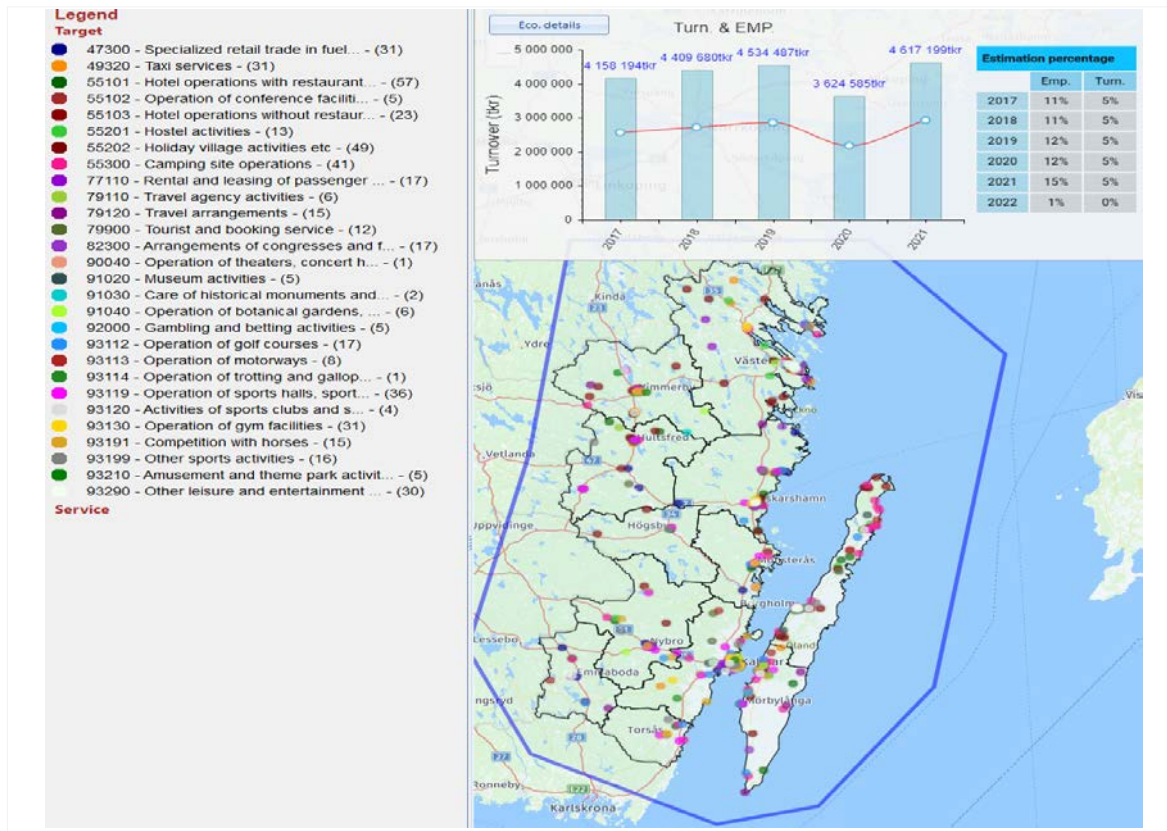 Legend
Target
47300 - Specialized retail trade in fuel... - (31)
49320 - Taxi services - (31)
55101 - Hotel operations with restaurant... - (57)
55102 - Operation of conference faciliti... - (5)
55103 - Hotel operations without restaur... - (23)
55201 - Hostel activities - (13)
55202 - Holiday village activities etc - (49)
55300 - Camping site operations - (41)
77110 - Rental and leasing of passenger ... - (17)
79110 - Travel agency activities - (6)
79120 - Travel arrangements - (15)
79900 - Tourist and booking service - (12)
82300 - Arrangements of congresses and f... - (17)
90040 - Operation of theaters, concert h... - (1)
91020 - Museum activities - (5)
91030 - Care of historical monuments and... - (2)
91040 - Operation of botanical gardens, ... - (6)
92000 - Gambling and betting activities - (5)
93112 - Operation of golf courses - (17)
93113 - Operation of motorways - (8)
93114 - Operation of trotting and gallop... - (1)
93119 - Operation of sports halls, sport... - (36)
93120 - Activities of sports clubs and s... - (4)
93130 - Operation of gym facilities - (31)
93191 - Competition with horses - (15)
93199 - Other sports activities - (16)
93210 - Amusement and theme park activit... - (5)
93290 - Other leisure and entertainment ... - (30)
Service
Eco. details
Turn. & EMP.
Turnover (tkr)
5 000 000
4 000 000
3 000 000
2 000 000
1 000 000
0
4 158 194tkr
4 409 680tkr
4 534 487tkr
3 624 585tkr
4 617 199tkr
2017
2018
2019
2020
2021
Estimation percentage
Emp. Turn.
2017 11% 5%
2018 11% 5%
2019 12% 5%
2020 12% 5%
2021 15% 5%
2022 1% 0%
anås
Kinda
Ydre
Väster
sjö
immerby
Hultsfred
Vetlanda
skarshamn
Uppvidinge
Högsby
sterås
orgholm
Lessebo
Nybro
Öland
Emmaboda
Kalmar
ngsryd
Mörbylånga
Torsås
Ronneby
Karlskrona
Vis